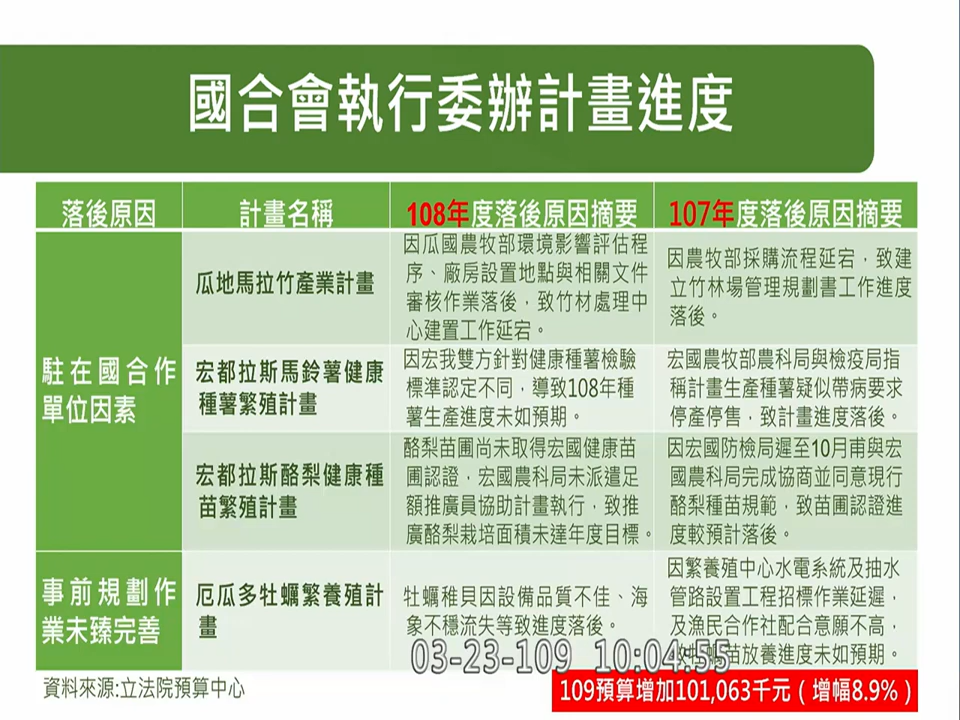 國合會執行委辦計畫進度
落後原因
計畫名稱
108年度落後原因摘要
107年度落後原因摘要
駐在國合作
單位因素
瓜地馬拉竹產業計畫
因瓜國農牧部環境影響評估程
序、廠房設置地點與相關文件
審核作業落後，致竹材處理中
心建置工作延宕。
因農牧部採購流程延宕，致建
立竹林場管理規劃書工作進度
落後。
宏都拉斯馬鈴薯健康
種薯繁殖計畫
因宏我雙方針對健康種薯檢驗
標準認定不同，導致108年種
薯生產進度未如預期。
宏國農牧部農科局與檢疫局指
稱計畫生產種薯疑似帶病要求
停產停售，致計畫進度落後。
宏都拉斯酪梨健康種
苗繁殖計畫
酪梨苗圃尚未取得宏國健康苗
圃認證，宏國農科局未派遣足
額推廣員協助計畫執行，致推
廣酪梨栽培面積未達年度目標。
因宏國防檢局遲至10月甫與宏
國農科局完成協商並同意現行
酪梨種苗規範，致苗圃認證進
度較預計落後。
事前規劃作
業未臻完善
厄瓜多牡蠣繁養殖計
畫
牡蠣稚貝因設備品質不佳、海
象不穩流失等致進度落後。
因繁養殖中心水電系統及抽水
管路設置工程招標作業延遲，
及漁民合作社配合意願不高，
苗放養進度未如預期。
03-23-109 10:04:55
資料來源:立法院預算中心
109預算增加101,063千元（增幅8.9%）